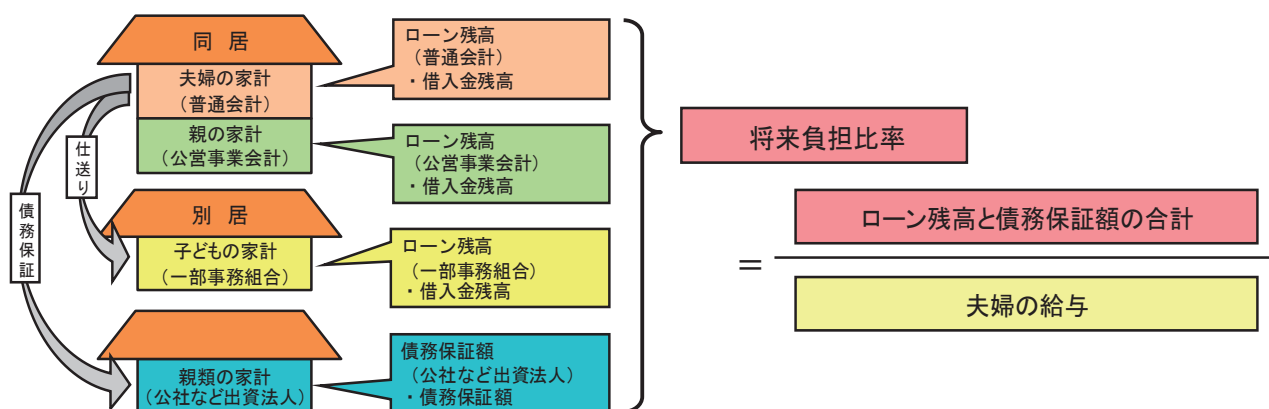 同 居
夫婦の家計
（普通会計）
親の家計
（公営事業会計）
仕送り
債務保証
別 居
子どもの家計
（一部事務組合）
親類の家計
（公社など出資法人）
ローン残高
（普通会計）
・借入金残高
ローン残高
（公営事業会計）
・借入金残高
ローン残高
（一部事務組合）
・借入金残高
債務保証額
（公社など出資法人）
・債務保証額
将来負担比率
＝
ローン残高と債務保証額の合計
夫婦の給与